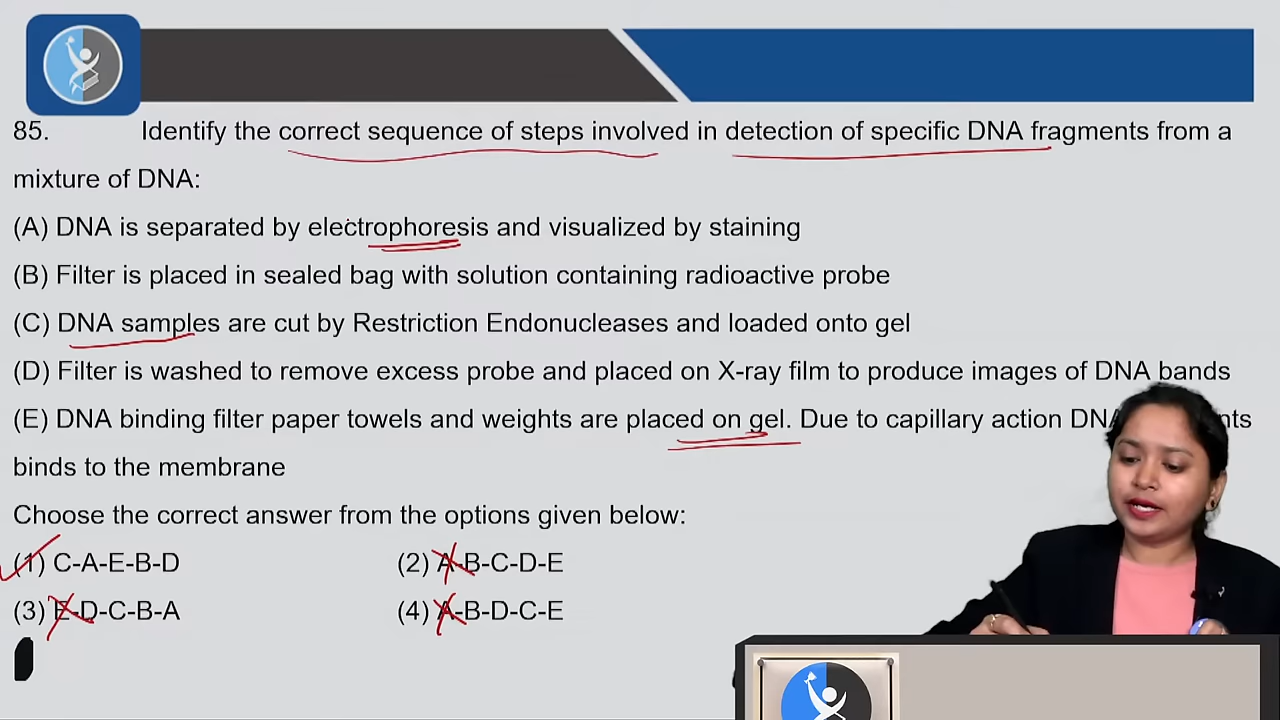 85. Identify the correct sequence of steps involved in detection of specific DNA fragments from a
mixture of DNA:
(A) DNA is separated by electrophoresis and visualized by staining
(B) Filter is placed in sealed bag with solution containing radioactive probe
(C) DNA samples are cut by Restriction Endonucleases and loaded onto gel
(D) Filter is washed to remove excess probe and placed on X-ray film to produce images of DNA bands
(E) DNA binding filter paper towels and weights are placed on gel. Due to capillary action DNA
binds to the membrane
Choose the correct answer from the options given below:
(1) C-A-E-B-D (2) A-B-C-D-E
(3) E-D-C-B-A (4) A-B-D-C-E